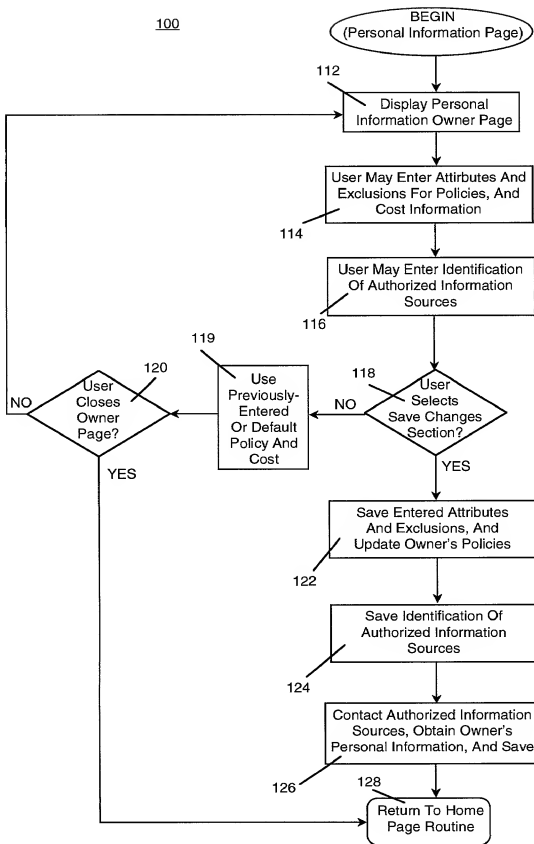 100
BEGIN
(Personal Information Page)
112
Display Personal
Information Owner Page
User May Enter Attributes And
Exclusions For Policies, And
Cost Information
114
User May Enter Identification
Of Authorized Information
Sources
116
119
120
User
Closes
Owner
Page?
NO
YES
Use
Previously-
Entered
Or Default
Policy And
Cost
NO
118
User
Selects
Save Changes
Section?
YES
Save Entered Attributes
And Exclusions, And
Update Owner's Policies
122
Save Identification Of
Authorized Information
Sources
124
Contact Authorized Information
Sources, Obtain Owner's
Personal Information, And Save
126
128
Return To Home
Page Routine